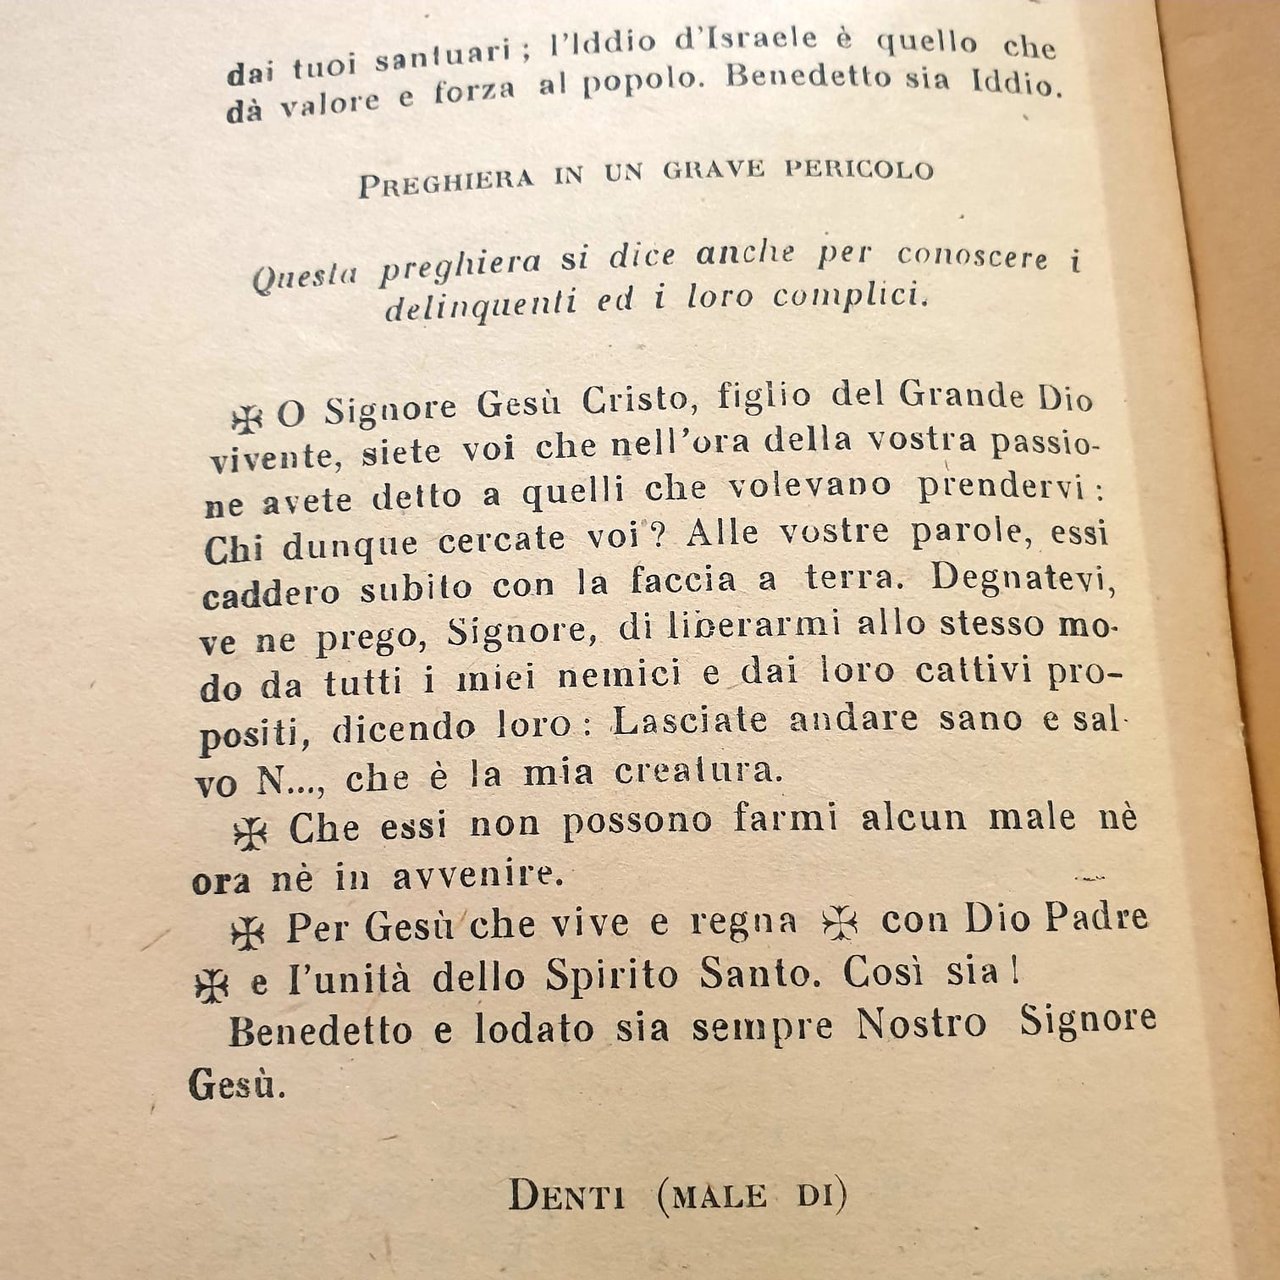 dai tuoi santuari ; l'Iddio d'Israele è quello che
dà valore e forza al popolo. Benedetto sia Iddio.
PREGHIERA IN UN GRAVE PERICOLO
Questa preghiera si dice anche per conoscere i
delinquenti ed i loro complici.
✠ O Signore Gesù Cristo, figlio del Grande Dio
vivente, siete voi che nell'ora della vostra passio-
ne avete detto a quelli che volevano prendervi :
Chi dunque cercate voi ? Alle vostre parole, essi
caddero subito con la faccia a terra. Degnatevi,
ve ne prego, Signore, di liberarmi allo stesso mo-
do da tutti i miei nemici e dai loro cattivi pro-
positi, dicendo loro : Lasciate andare sano e sal-
vo N..., che è la mia creatura.
✠ Che essi non possono farmi alcun male nè
ora nè in avvenire.
✠ Per Gesù che vive e regna ✠ con Dio Padre
✠ e l'unità dello Spirito Santo. Così sia !
Benedetto e lodato sia sempre Nostro Signore
Gesù.
DENTI (MALE DI)